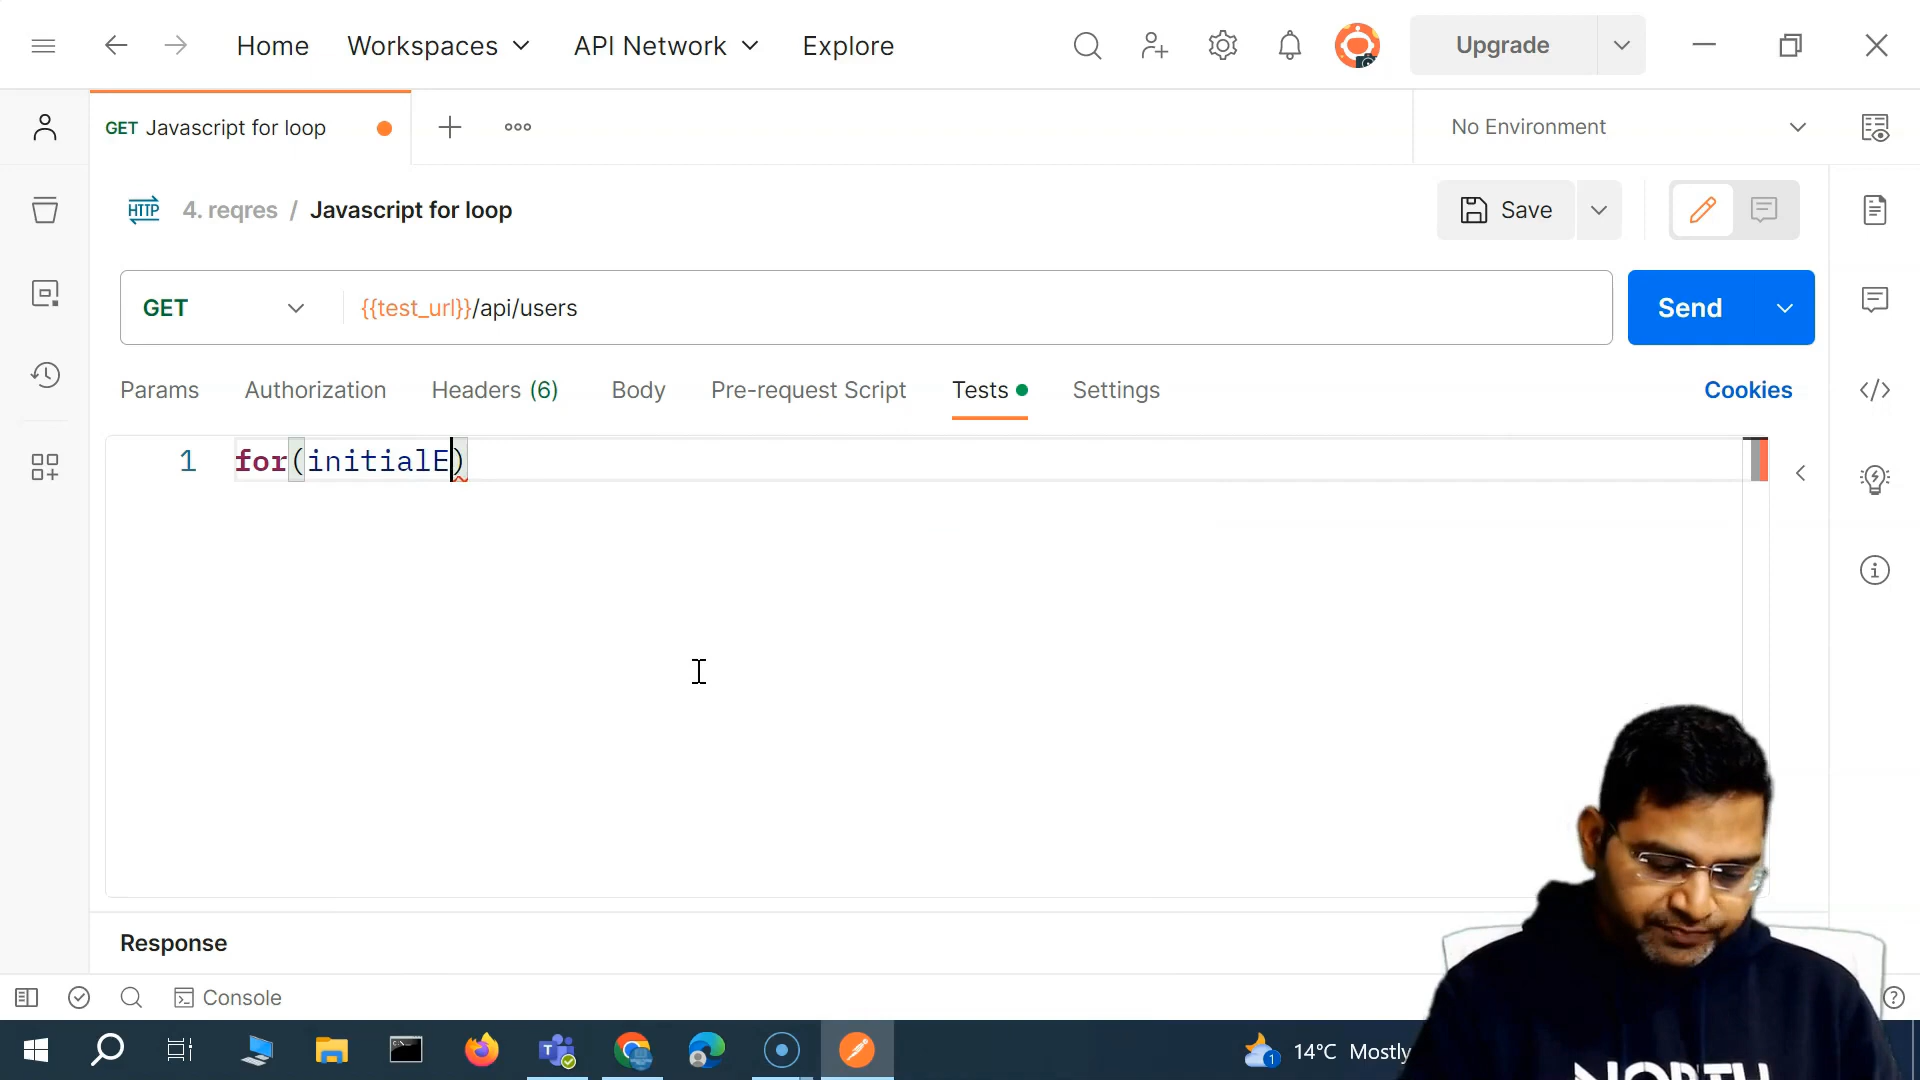 Home Workspaces API Network Explore Upgrade
GET Javascript for loop No Environment
HTTP 4. reqres / Javascript for loop Save
GET {{test_url}}/api/users Send
Params Authorization Headers (6) Body Pre-request Script Tests Settings Cookies
1 for(initialE)
Response
Console
14°C Mostly
NORTH